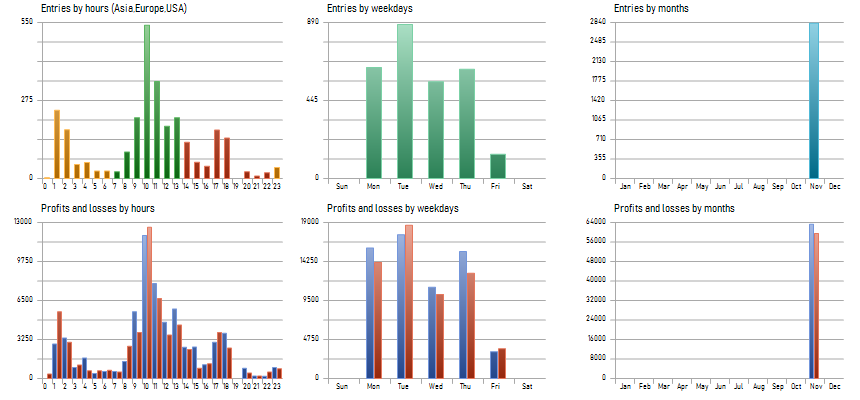 Entries by hours (Asia,Europe,USA)
550
275
0
0 1 2 3 4 5 6 7 8 9 10 11 12 13 14 15 16 17 18 19 20 21 22 23
Entries by weekdays
890
445
0
Sun Mon Tue Wed Thu Fri Sat
Entries by months
2840
2485
2130
1775
1420
1065
710
355
0
Jan Feb Mar Apr May Jun Jul Aug Sep Oct Nov Dec
Profits and losses by hours
13000
9750
6500
3250
0
0 1 2 3 4 5 6 7 8 9 10 11 12 13 14 15 16 17 18 19 20 21 22 23
Profits and losses by weekdays
19000
14250
9500
4750
0
Sun Mon Tue Wed Thu Fri Sat
Profits and losses by months
64000
56000
48000
40000
32000
24000
16000
8000
0
Jan Feb Mar Apr May Jun Jul Aug Sep Oct Nov Dec